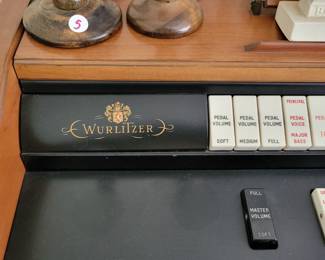 5
WURLITZER
PEDAL VOLUME SOFT
PEDAL VOLUME MEDIUM
PEDAL VOLUME FULL
PRINCIPAL PEDAL VOICE MAJOR BASS
FULL
MASTER VOLUME
SOFT